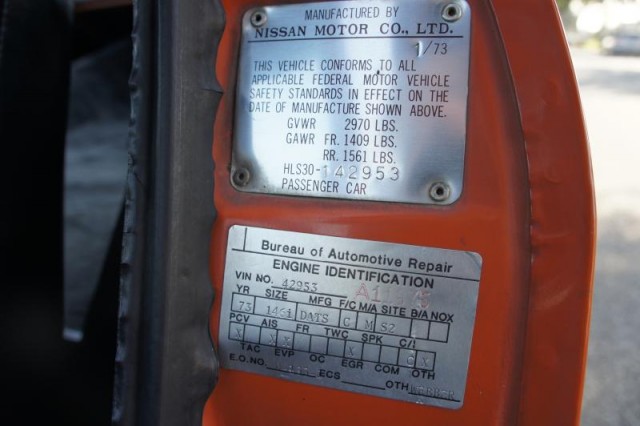 MANUFACTURED BY
NISSAN MOTOR CO., LTD.
1/73
THIS VEHICLE CONFORMS TO ALL
APPLICABLE FEDERAL MOTOR VEHICLE
SAFETY STANDARDS IN EFFECT ON THE
DATE OF MANUFACTURE SHOWN ABOVE.
GVWR 2970 LBS.
GAWR FR. 1409 LBS.
RR. 1561 LBS.
HLS30-142953
PASSENGER CAR
Bureau of Automotive Repair
ENGINE IDENTIFICATION
VIN NO. 42953
YR SIZE MFG F/C M/A SITE B/A NOX
73 1461 DATS C M S2
PCV AIS FR TWC SPK C/I
X X X X X
TAC EVP OC EGR COM OTH
E.O.NO. ECS OTH